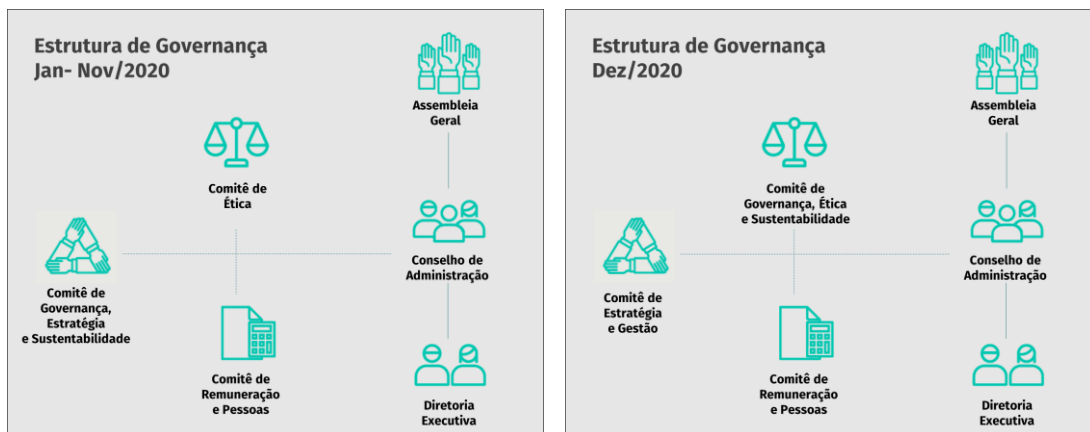 Estrutura de Governança
Jan- Nov/2020
Assembleia
Geral
Comitê de
Ética
Conselho de
Administração
Comitê de
Governança,
Estratégia
e Sustentabilidade
Comitê de
Remuneração
e Pessoas
Diretoria
Executiva
Estrutura de Governança
Dez/2020
Assembleia
Geral
Comitê de
Governança, Ética
e Sustentabilidade
Conselho de
Administração
Comitê de
Estratégia
e Gestão
Comitê de
Remuneração
e Pessoas
Diretoria
Executiva